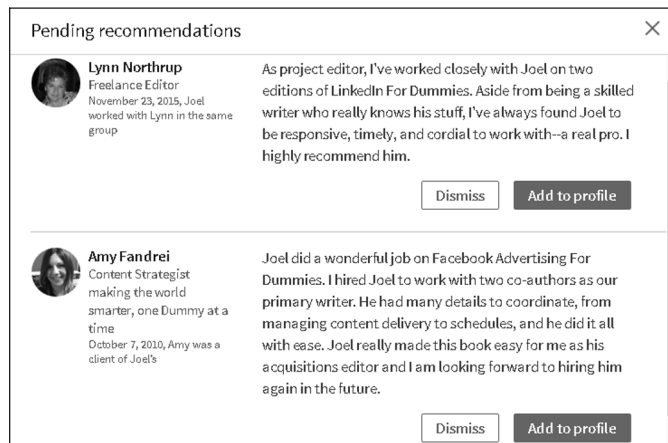 Pending recommendations
Lynn Northrup
Freelance Editor
November 23, 2015, Joel
worked with Lynn in the same
group
As project editor, I've worked closely with Joel on two
editions of LinkedIn For Dummies. Aside from being a skilled
writer who really knows his stuff, I've always found Joel to
be responsive, timely, and cordial to work with--a real pro. I
highly recommend him.
Dismiss
Add to profile
Amy Fandrei
Content Strategist
making the world
smarter, one Dummy at a
time
October 7, 2010, Amy was a
client of Joel's
Joel did a wonderful job on Facebook Advertising For
Dummies. I hired Joel to work with two co-authors as our
primary writer. He had many details to coordinate, from
managing content delivery to schedules, and he did it all
with ease. Joel really made this book easy for me as his
acquisitions editor and I am looking forward to hiring him
again in the future.
Dismiss
Add to profile